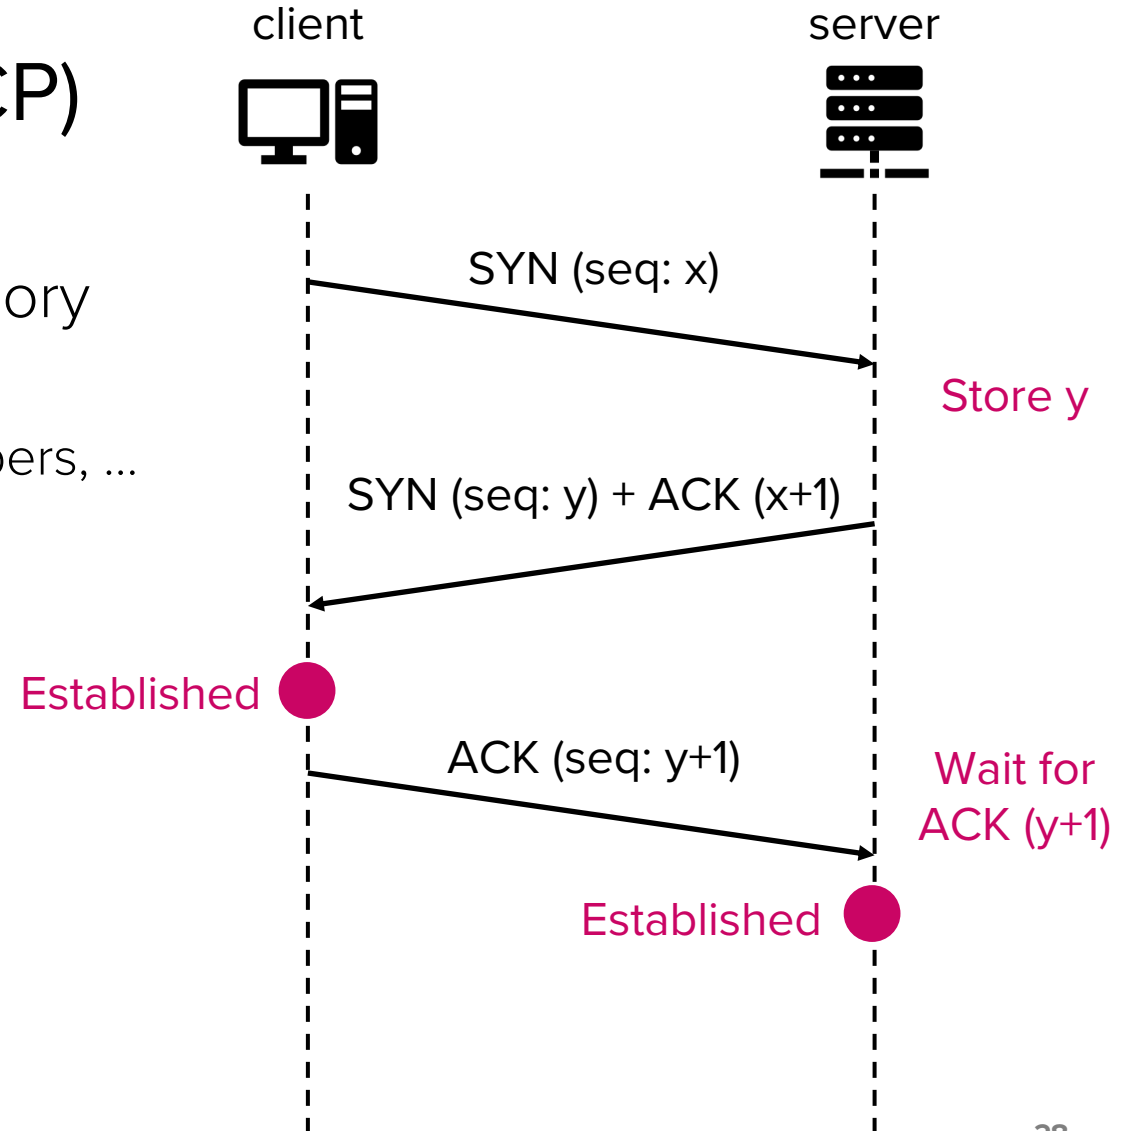 client
server
CP)
SYN (seq: x)
ory
Store y
ers, ...
SYN (seq: y) + ACK (x+1)
Established
ACK (seq: y+1)
Wait for
ACK (y+1)
Established